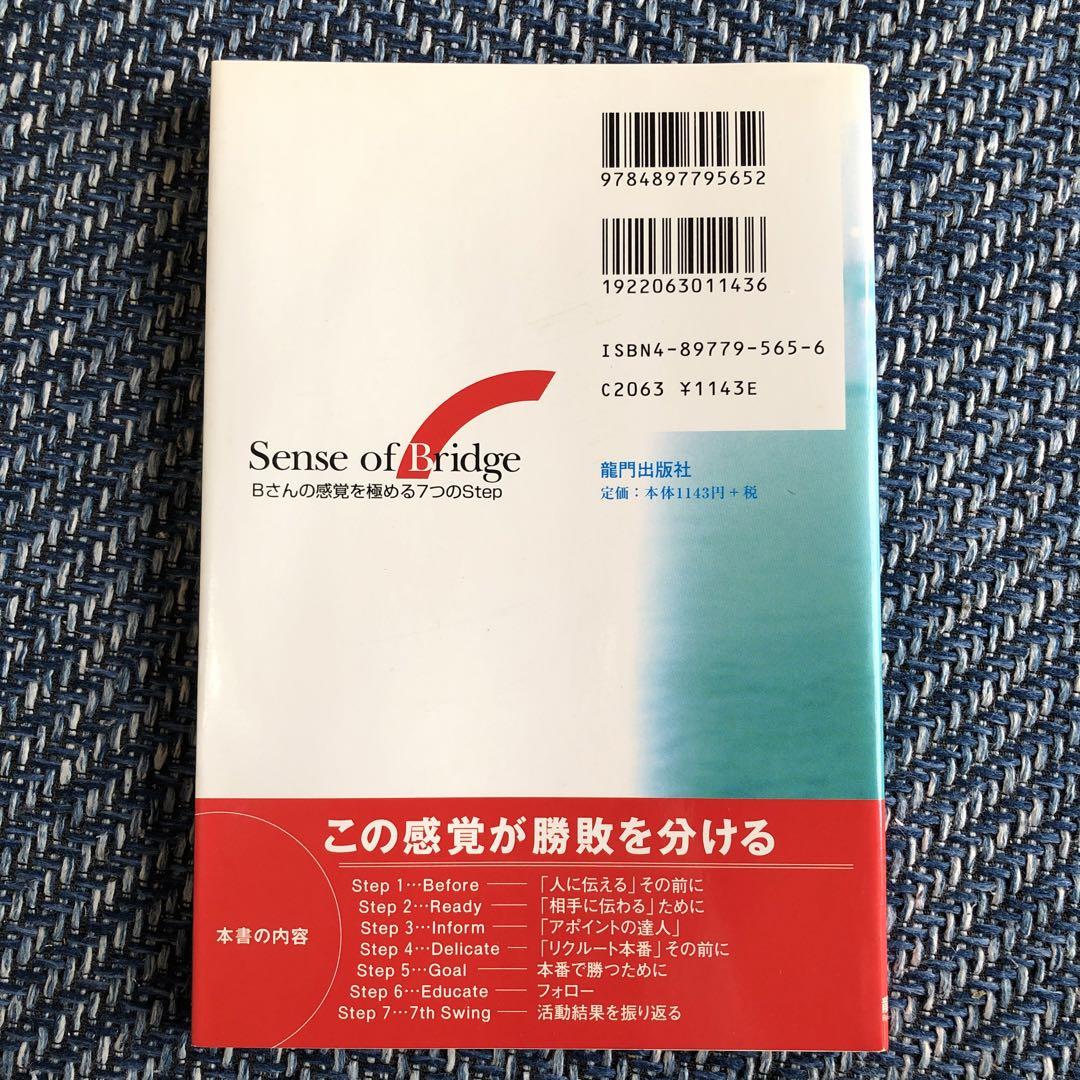 9784897795652
1922063011436
ISBN4-89779-565-6
C2063 ¥1143E
Sense of Bridge
Bさんの感覚を極める7つのStep
龍門出版社
定価：本体1143円＋税
この感覚が勝敗を分ける
本書の内容
Step 1…Before ——「人に伝える」その前に
Step 2…Ready ——「相手に伝わる」ために
Step 3…Inform ——「アポイントの達人」
Step 4…Delicate ——「リクルート本番」その前に
Step 5…Goal —— 本番で勝つために
Step 6…Educate —— フォロー
Step 7…7th Swing —— 活動結果を振り返る